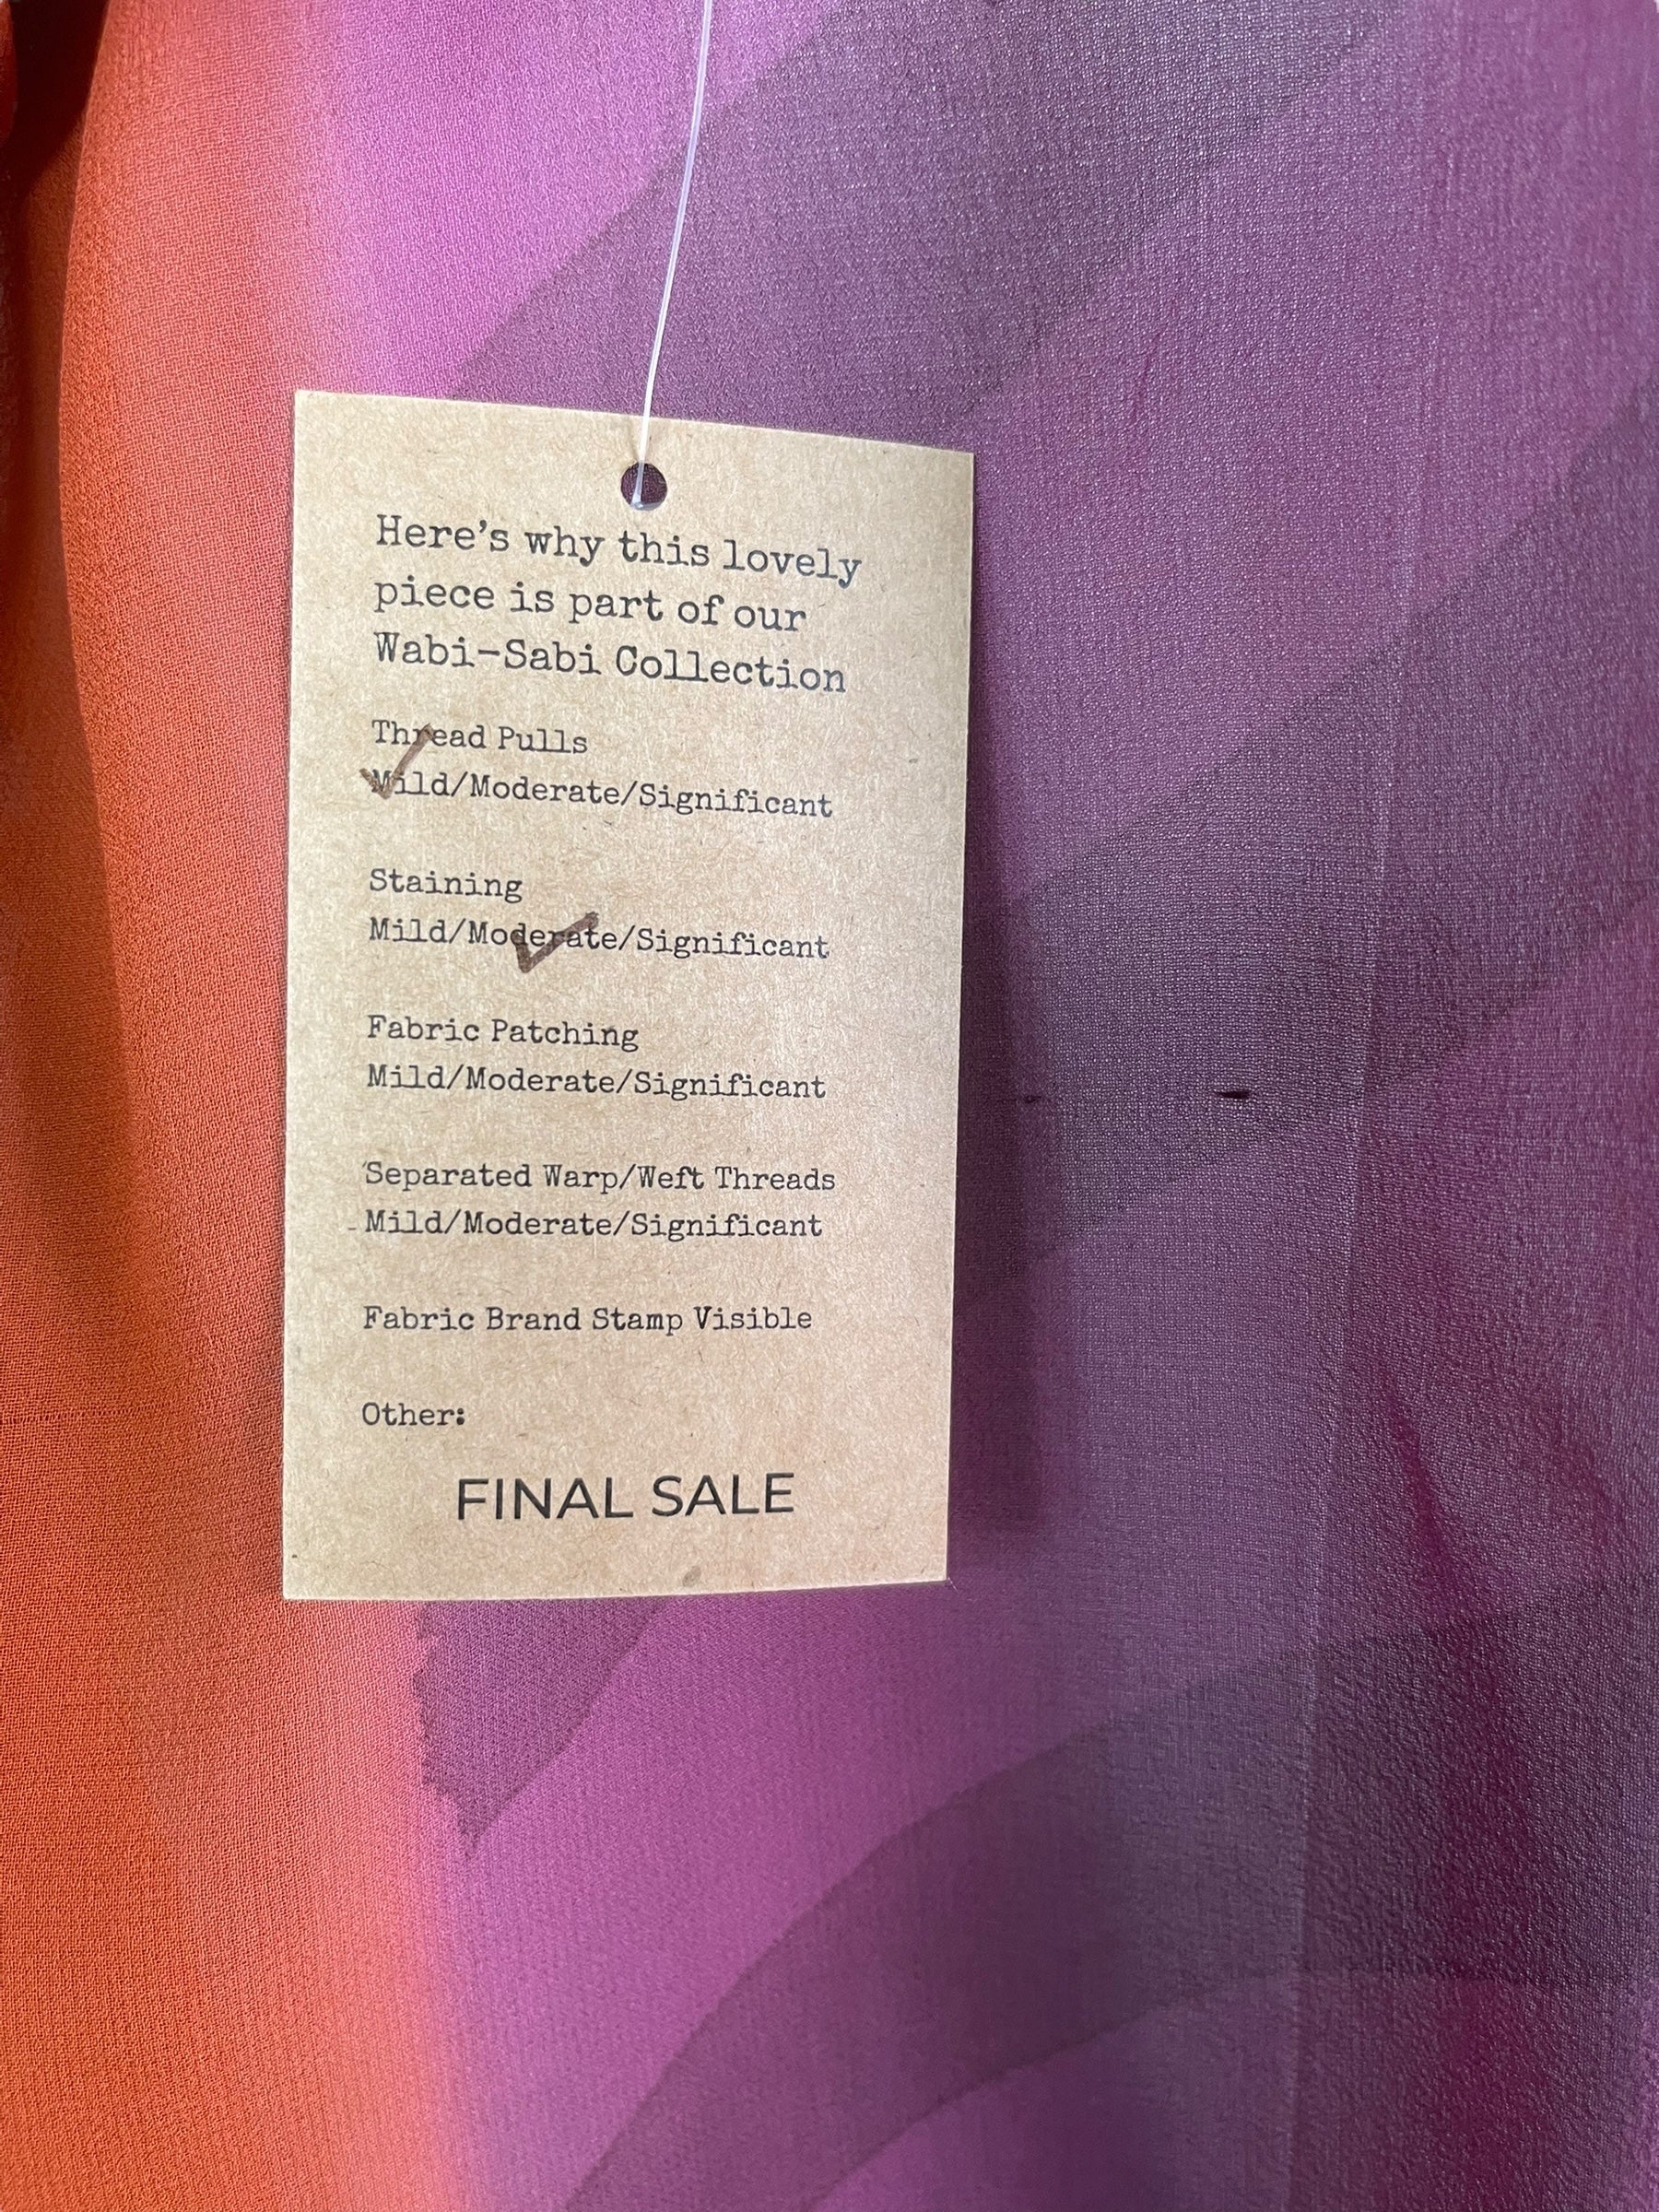 Here's why this lovely
piece is part of our
Wabi-Sabi Collection
Thread Pulls
Mild/Moderate/Significant
Staining
Mild/Moderate/Significant
Fabric Patching
Mild/Moderate/Significant
Separated Warp/Weft Threads
Mild/Moderate/Significant
Fabric Brand Stamp Visible
Other:
FINAL SALE